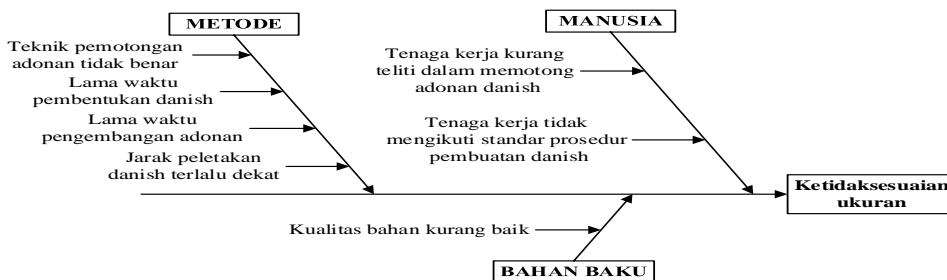 METODE
Teknik pemotongan
adonan tidak benar
Lama waktu
pembentukan danish
Lama waktu
pengembangan adonan
Jarak peletakan
danish terlalu dekat
MANUSIA
Tenaga kerja kurang
teliti dalam memotong
adonan danish
Tenaga kerja tidak
mengikuti standar prosedur
pembuatan danish
Ketidaksesuaian
ukuran
Kualitas bahan kurang baik
BAHAN BAKU